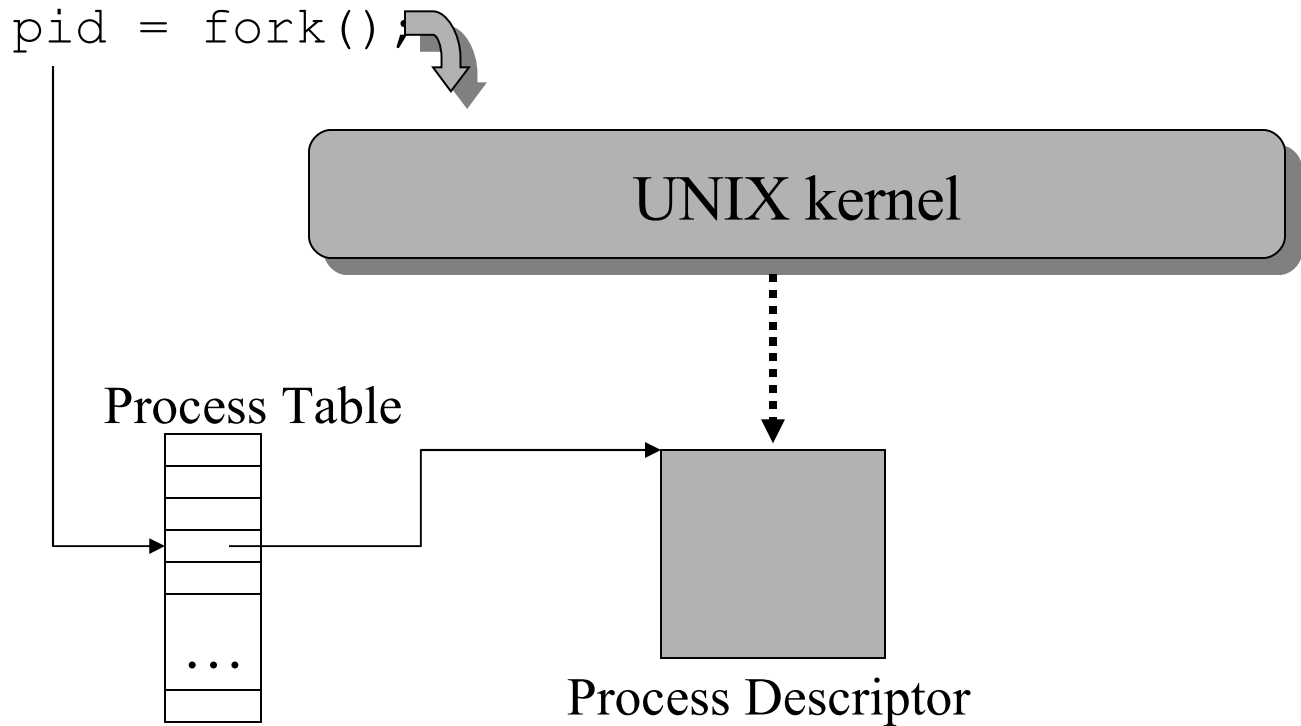 pid = fork();
UNIX kernel
Process Table
...
Process Descriptor